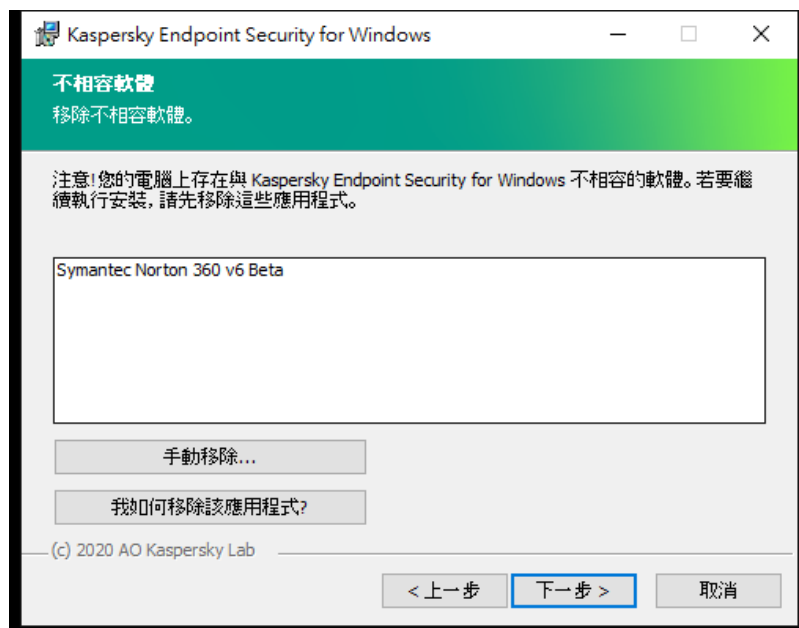 Kaspersky Endpoint Security for Windows
不相容軟體
移除不相容軟體。
注意!您的電腦上存在與 Kaspersky Endpoint Security for Windows 不相容的軟體。若要繼
續執行安裝,請先移除這些應用程式。
Symantec Norton 360 v6 Beta
手動移除...
我如何移除該應用程式?
(c) 2020 AO Kaspersky Lab
<上一步
下一步>
取消